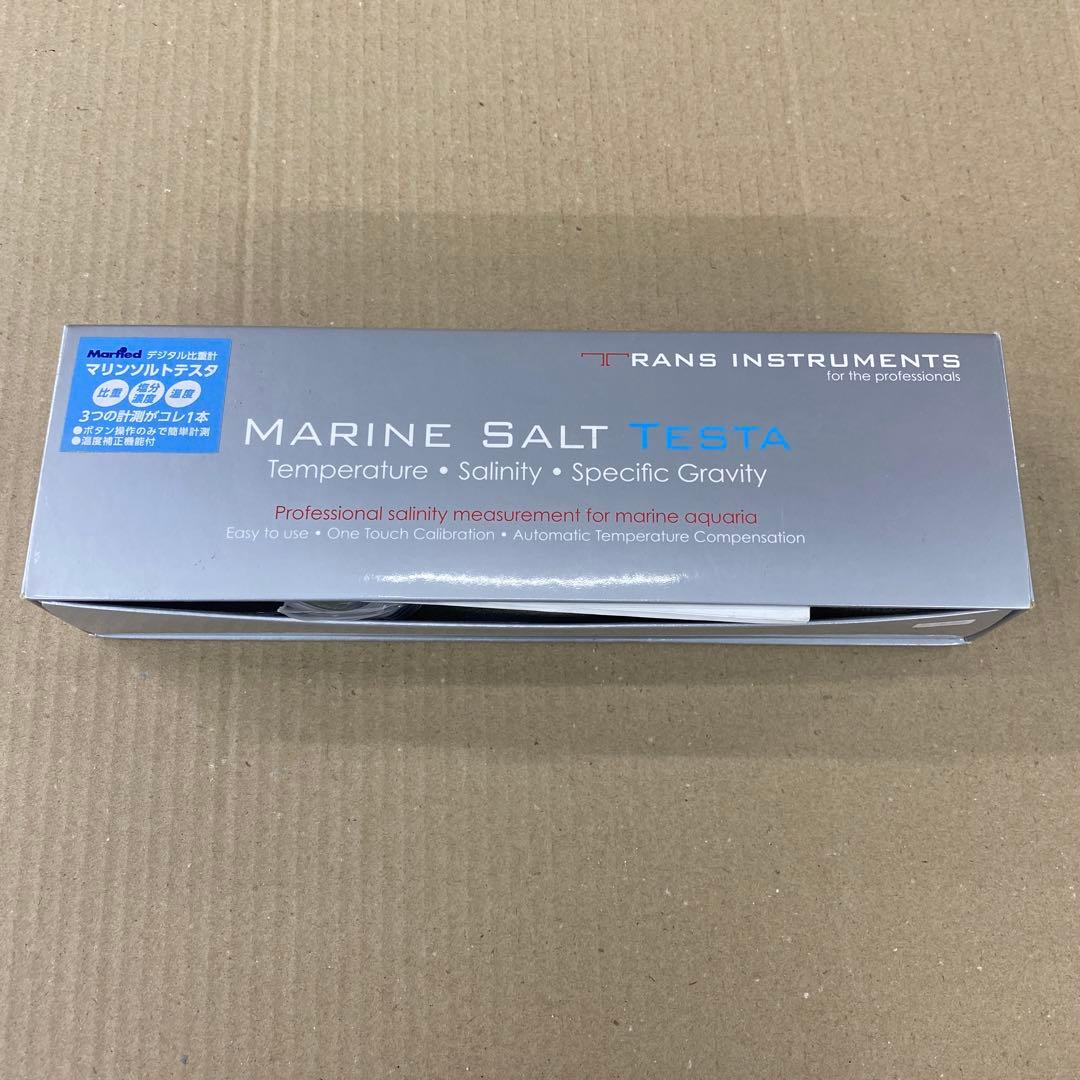 Marfied デジタル比重計
マリンソルトテスタ
比重 塩分濃度 温度
3つの計測がコレ1本
●ボタン操作のみで簡単計測
●温度補正機能付
TRANS INSTRUMENTS
for the professionals
MARINE SALT TESTA
Temperature • Salinity • Specific Gravity
Professional salinity measurement for marine aquaria
Easy to use • One Touch Calibration • Automatic Temperature Compensation